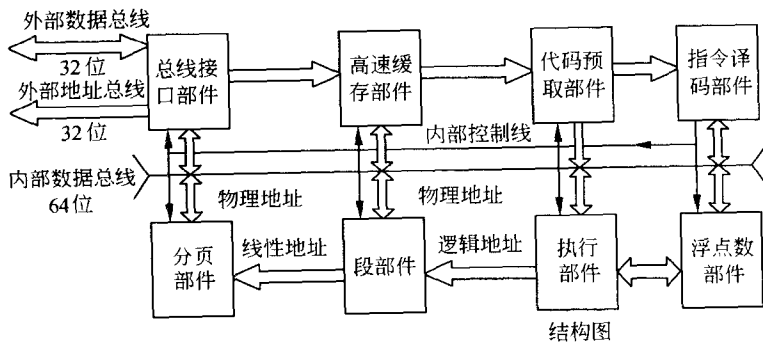 外部数据总线
32位
外部地址总线
32位
总线接
口部件
高速缓
存部件
代码预
取部件
指令译
码部件
内部控制线
内部数据总线
64位
物理地址
物理地址
分页
部件
线性地址
段部件
逻辑地址
执行
部件
浮点数
部件
结构图